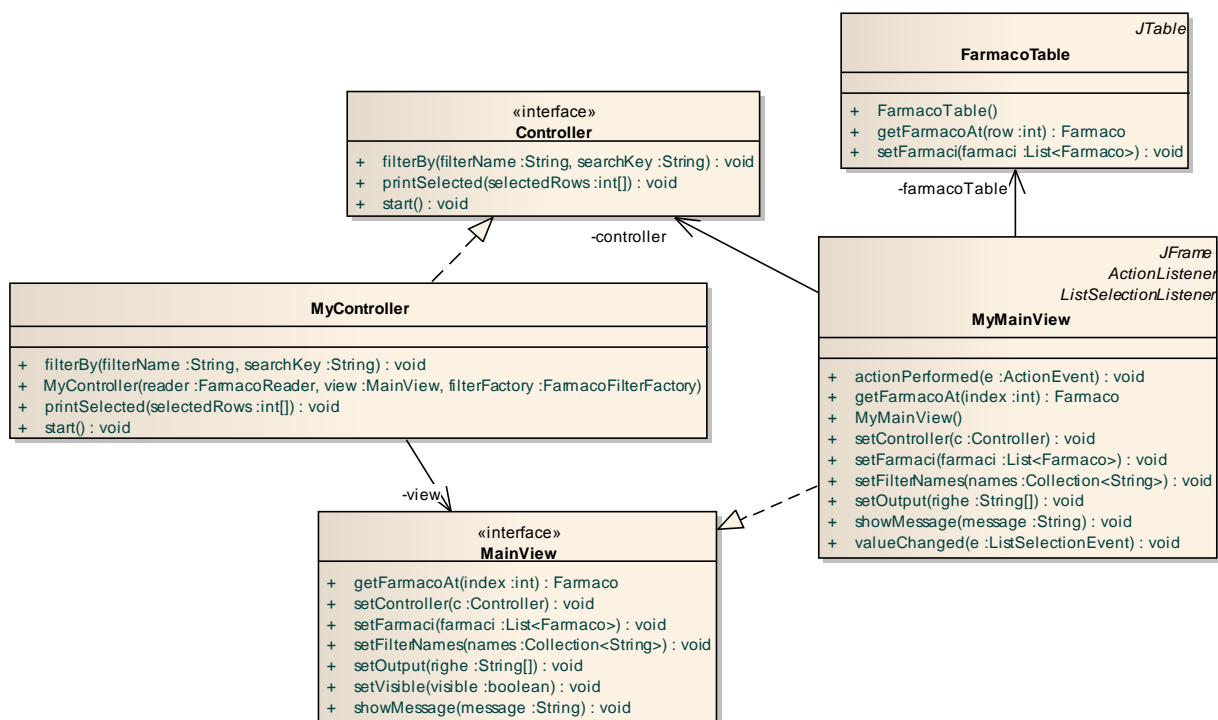 JTable
FarmacoTable
+ FarmacoTable()
+ getFarmacoAt(row :int) : Farmaco
+ setFarmaci(farmaci :List<Farmaco>) : void
«interface»
Controller
+ filterBy(filterName :String, searchKey :String) : void
+ printSelected(selectedRows :int[]) : void
+ start() : void
-farmacoTable
-controller
JFrame
ActionListener
ListSelectionListener
MyMainView
+ actionPerformed(e :ActionEvent) : void
+ getFarmacoAt(index :int) : Farmaco
+ MyMainView()
+ setController(c :Controller) : void
+ setFarmaci(farmaci :List<Farmaco>) : void
+ setFilterNames(names :Collection<String>) : void
+ setOutput(righe :String[]) : void
+ showMessage(message :String) : void
+ valueChanged(e :ListSelectionEvent) : void
MyController
+ filterBy(filterName :String, searchKey :String) : void
+ MyController(reader :FarmacoReader, view :MainView, filterFactory :FarmacoFilterFactory)
+ printSelected(selectedRows :int[]) : void
+ start() : void
-view
«interface»
MainView
+ getFarmacoAt(index :int) : Farmaco
+ setController(c :Controller) : void
+ setFarmaci(farmaci :List<Farmaco>) : void
+ setFilterNames(names :Collection<String>) : void
+ setOutput(righe :String[]) : void
+ setVisible(visible :boolean) : void
+ showMessage(message :String) : void